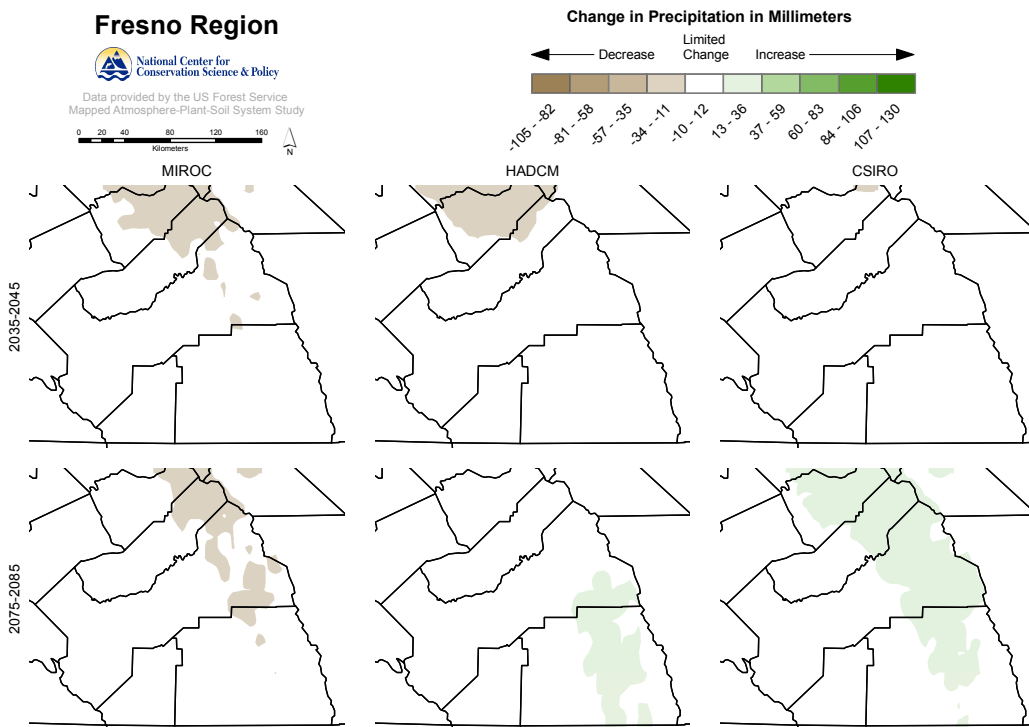 Fresno Region
National Center for
Conservation Science & Policy
Data provided by the US Forest Service
Mapped Atmosphere-Plant-Soil System Study
0 20 40 80 120 160
Kilometers
N
Change in Precipitation in Millimeters
Decrease Limited Change Increase
-105 - -82
-81 - -58
-57 - -35
-34 - -11
-10 - 12
13 - 36
37 - 59
60 - 83
84 - 106
107 - 130
MIROC HADCM CSIRO
2035-2045
2075-2085